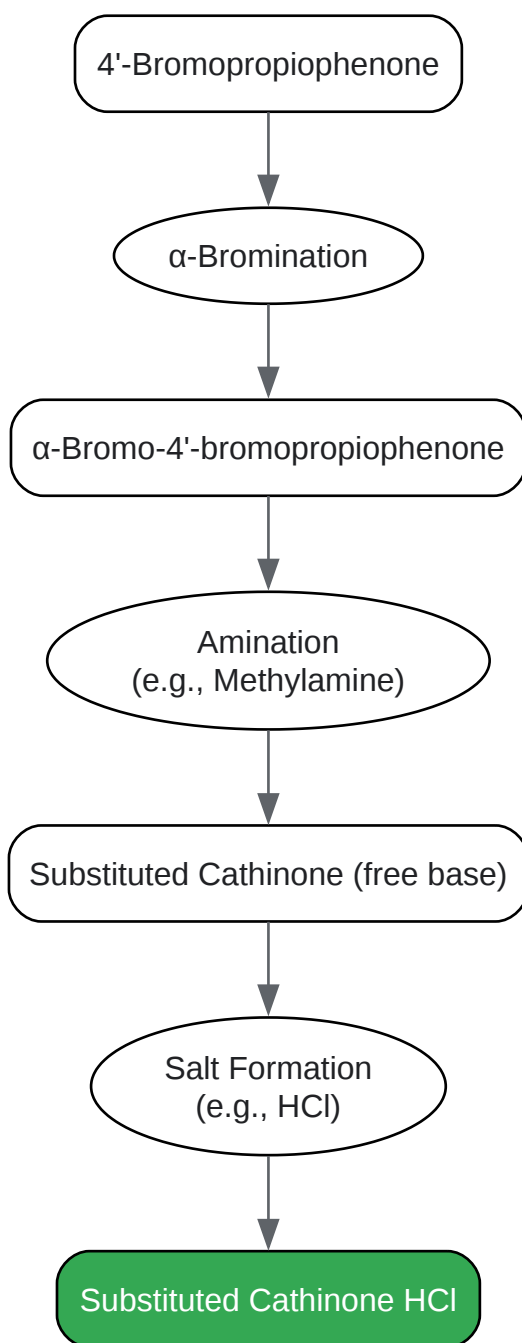 4'-Bromopropiophenone
α-Bromination
α-Bromo-4'-bromopropiophenone
Amination
(e.g., Methylamine)
Substituted Cathinone (free base)
Salt Formation
(e.g., HCl)
Substituted Cathinone HCl